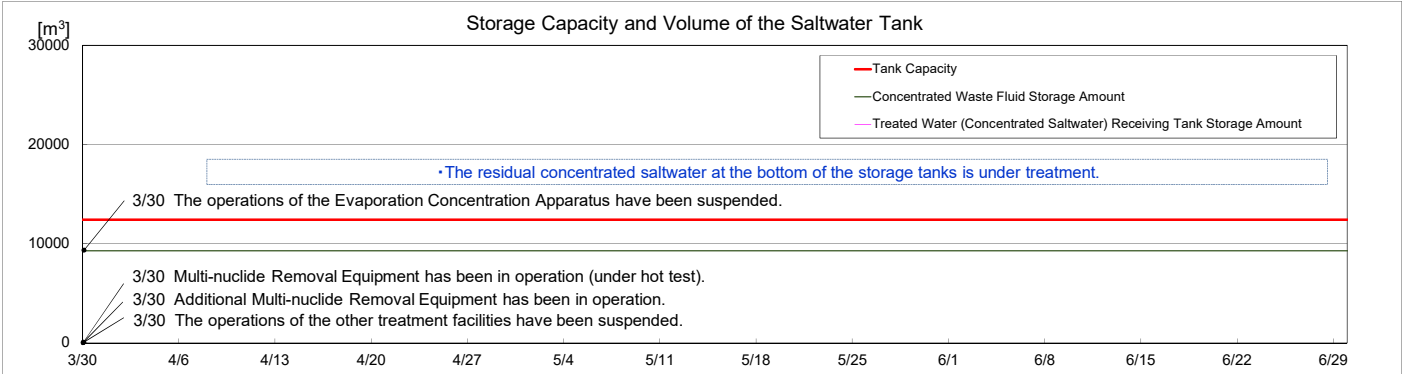 Storage Capacity and Volume of the Saltwater Tank
[m³]
30000
Tank Capacity
Concentrated Waste Fluid Storage Amount
Treated Water (Concentrated Saltwater) Receiving Tank Storage Amount
20000
・The residual concentrated saltwater at the bottom of the storage tanks is under treatment.
3/30 The operations of the Evaporation Concentration Apparatus have been suspended.
10000
3/30 Multi-nuclide Removal Equipment has been in operation (under hot test).
3/30 Additional Multi-nuclide Removal Equipment has been in operation.
3/30 The operations of the other treatment facilities have been suspended.
0
3/30 4/6 4/13 4/20 4/27 5/4 5/11 5/18 5/25 6/1 6/8 6/15 6/22 6/29